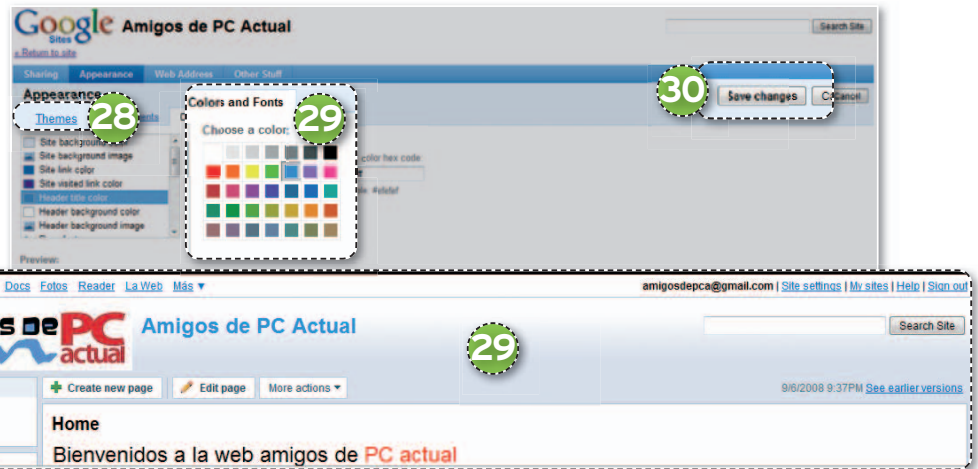 Google Sites Amigos de PC Actual Search Site
« Return to site
Sharing Appearance Web Address Other Stuff
Appearance
Themes
28
Colors and Fonts
29
Choose a color:
30
Save changes Cancel
Site background
Site background image
Site link color
Site visited link color
Header title color
Header background color
Header background image
color hex code
Preview:
Docs Fotos Reader La Web Más ▼ amigosdepca@gmail.com | Site settings | My sites | Help | Sign out
S DE PC actual
Amigos de PC Actual
29
Search Site
Create new page Edit page More actions ▼ 9/6/2008 9:37PM See earlier versions
Home
Bienvenidos a la web amigos de PC actual